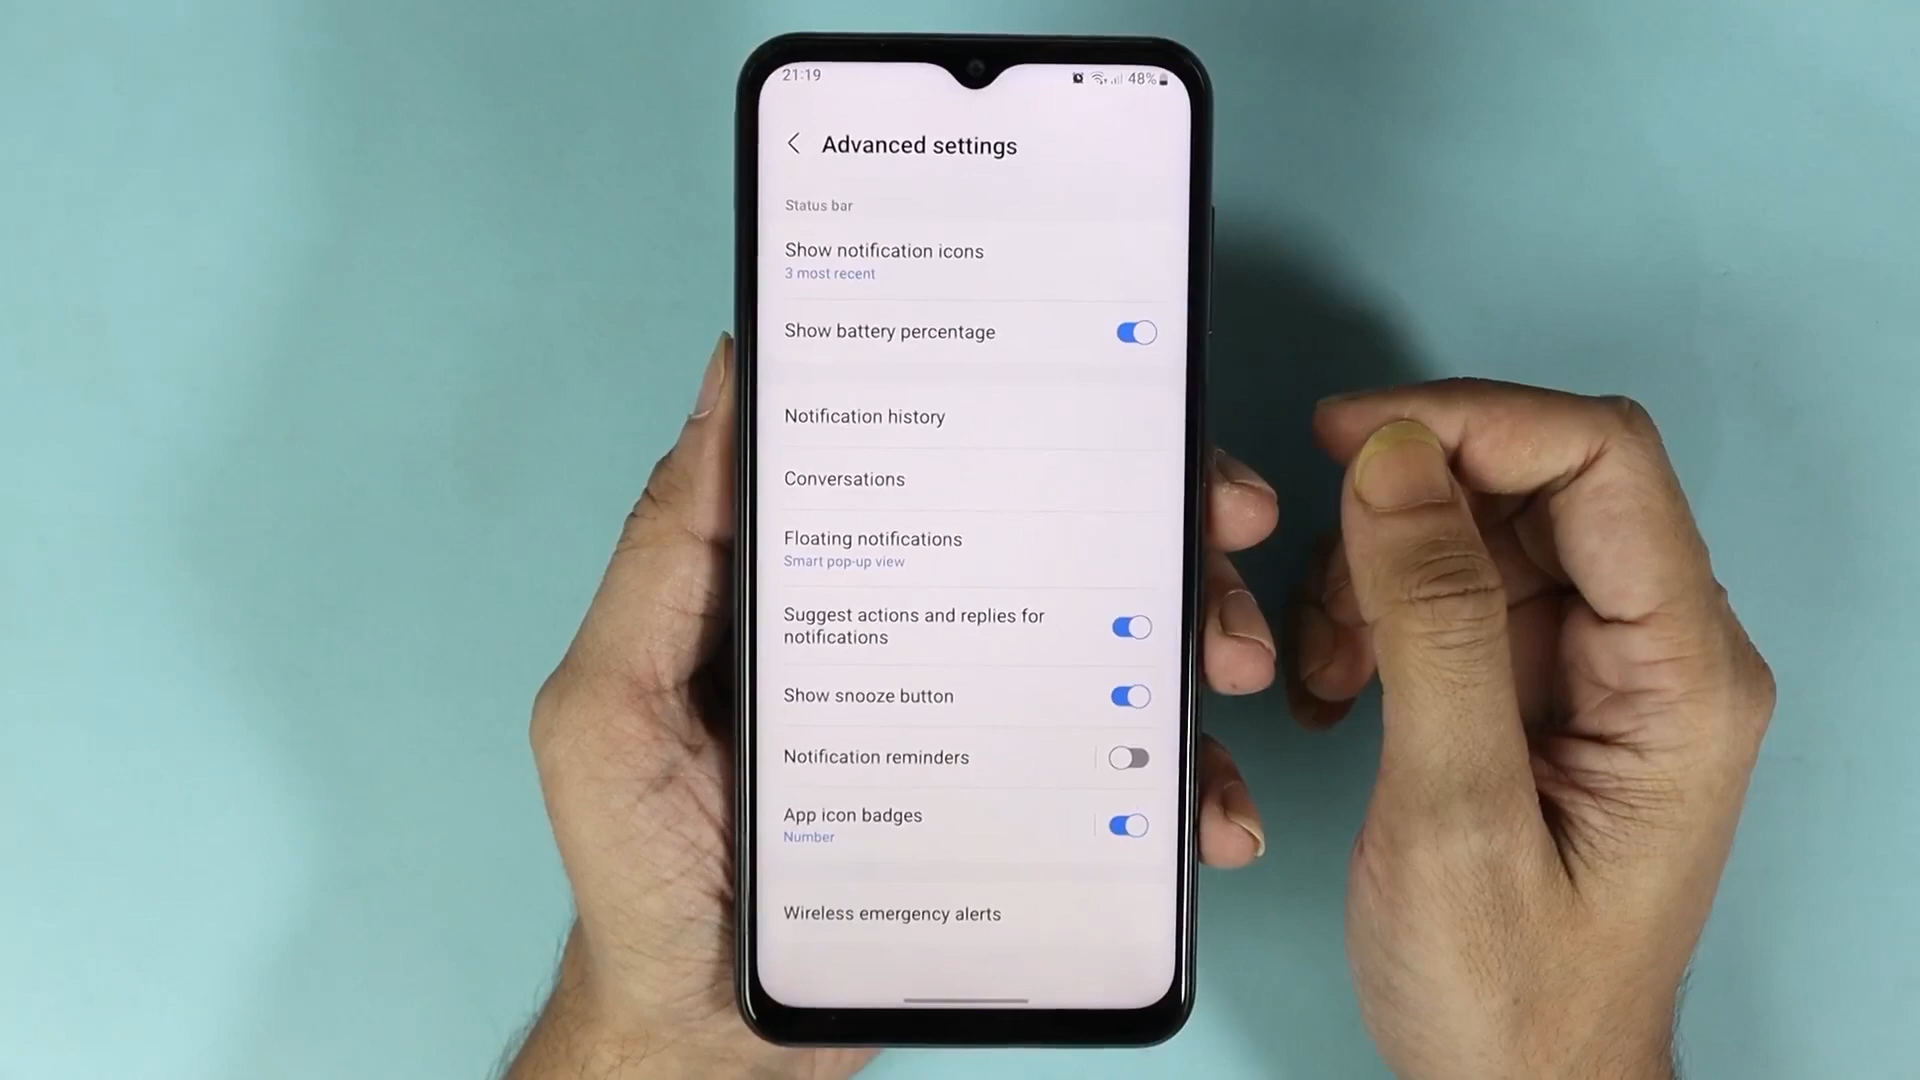 21:19
48%
Advanced settings
Status bar
Show notification icons
3 most recent
Show battery percentage
Notification history
Conversations
Floating notifications
Smart pop-up view
Suggest actions and replies for
notifications
Show snooze button
Notification reminders
App icon badges
Number
Wireless emergency alerts